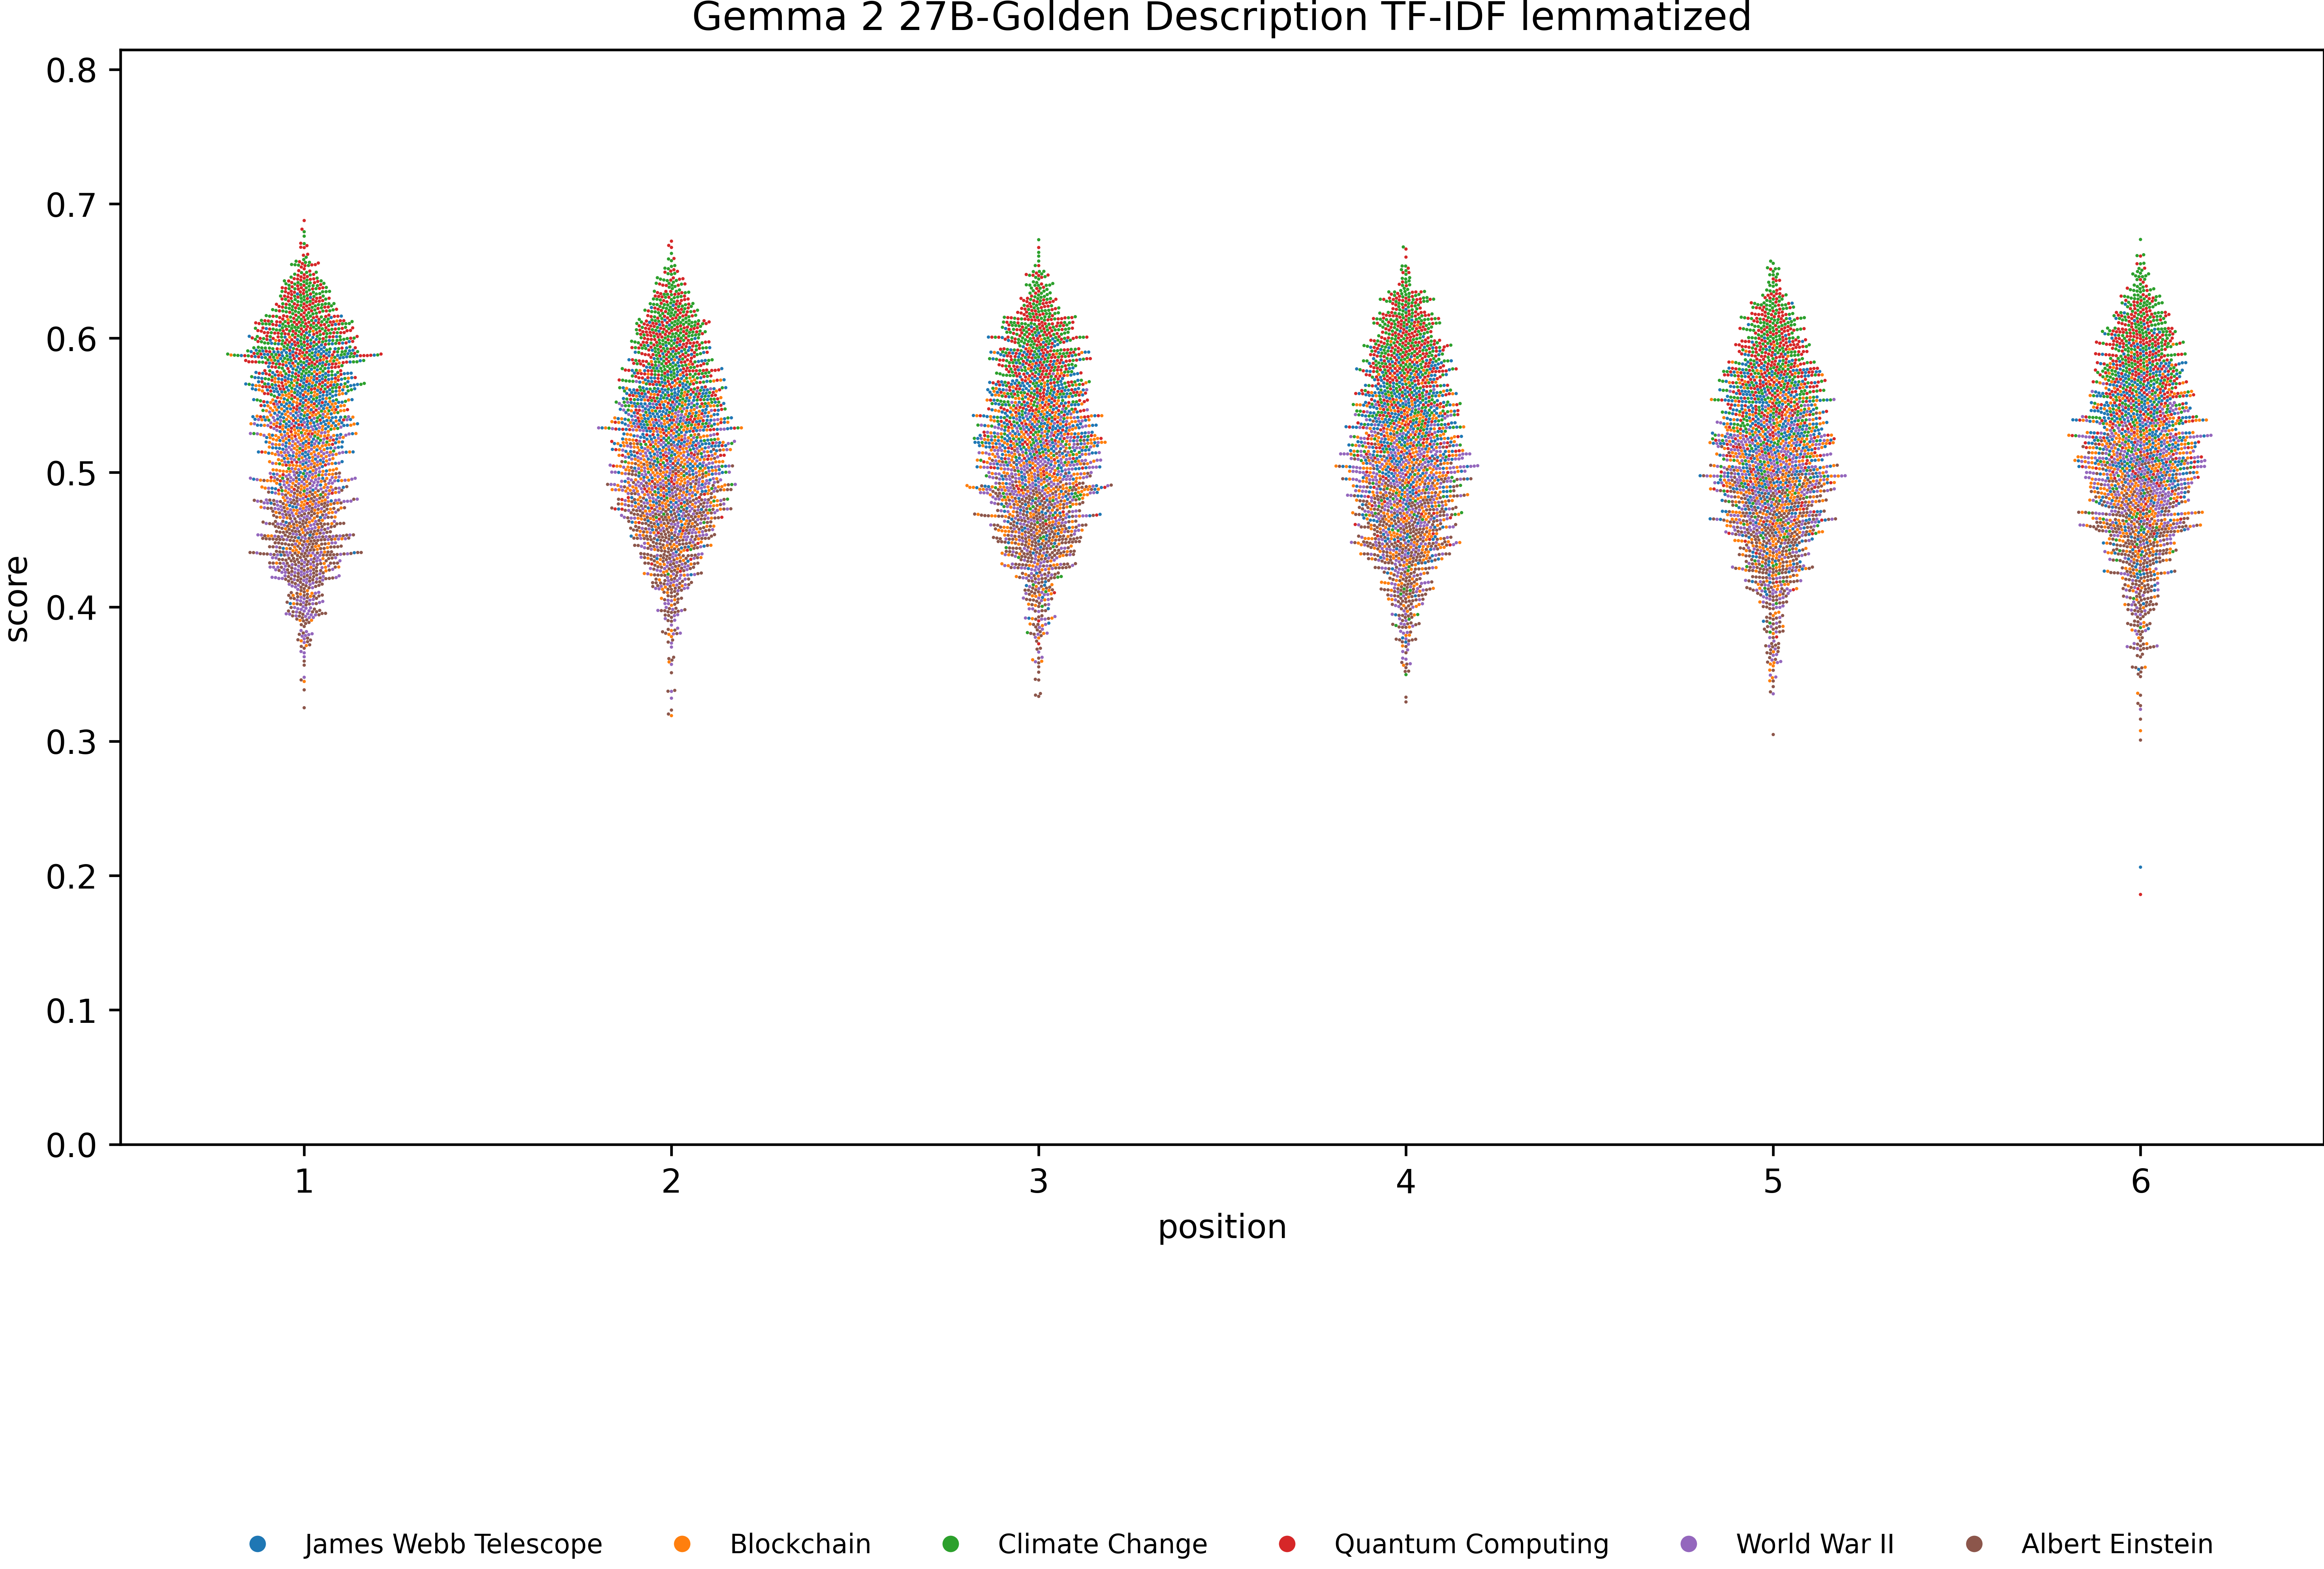 Gemma 2 27B-Golden Description TF-IDF lemmatized
0.8
0.7
0.6
0.5
0.4
0.3
0.2
0.1
0.0
score
1 2 3 4 5 6
position
James Webb Telescope Blockchain Climate Change Quantum Computing World War II Albert Einstein